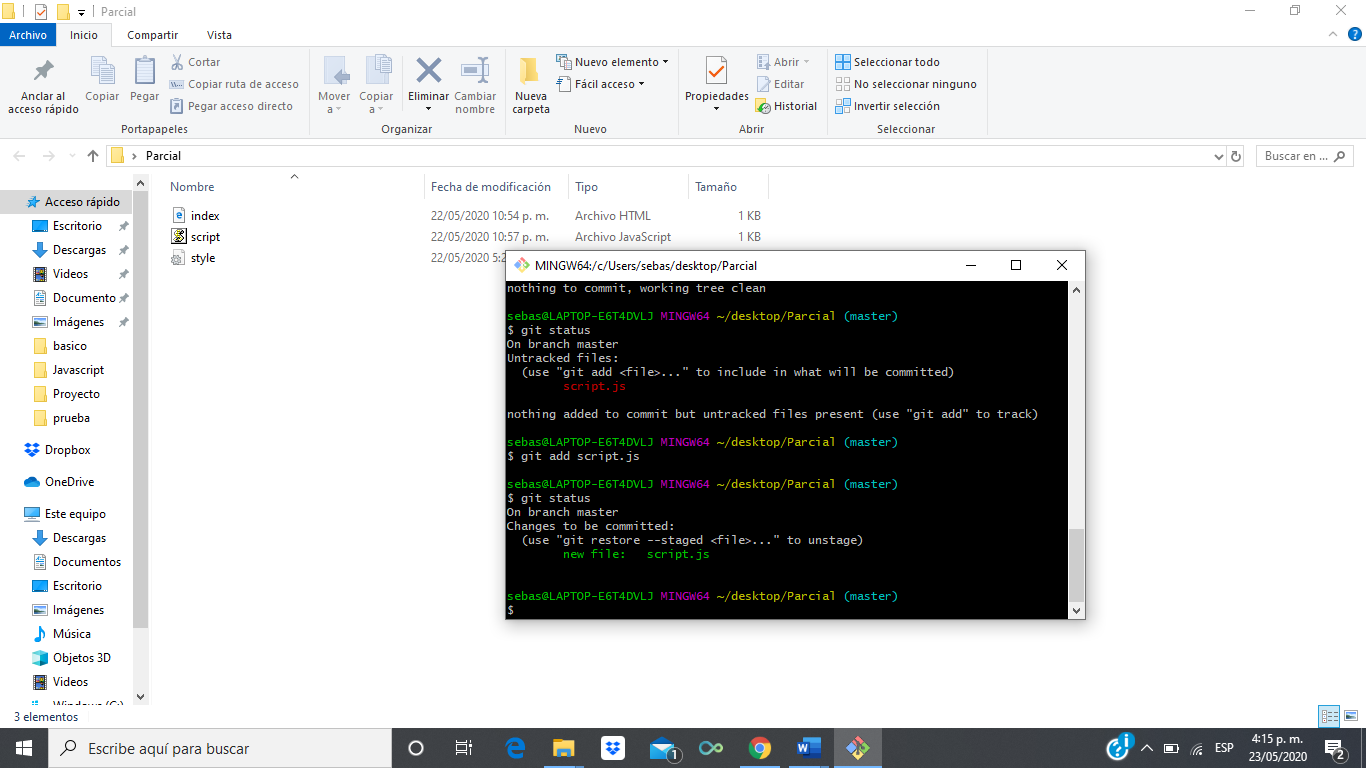 Parcial
Archivo Inicio Compartir Vista
Anclar al acceso rápido
Copiar
Pegar
Cortar
Copiar ruta de acceso
Pegar acceso directo
Portapapeles
Mover a
Copiar a
Eliminar
Cambiar nombre
Organizar
Nueva carpeta
Nuevo elemento
Fácil acceso
Nuevo
Propiedades
Abrir
Editar
Historial
Abrir
Seleccionar todo
No seleccionar ninguno
Invertir selección
Seleccionar
Parcial
Buscar en ...
Acceso rápido
Escritorio
Descargas
Videos
Documento
Imágenes
basico
Javascript
Proyecto
prueba
Dropbox
OneDrive
Este equipo
Descargas
Documentos
Escritorio
Imágenes
Música
Objetos 3D
Videos
Windows (C:)
Nombre Fecha de modificación Tipo Tamaño
index 22/05/2020 10:54 p. m. Archivo HTML 1 KB
script 22/05/2020 10:57 p. m. Archivo JavaScript 1 KB
style 22/05/2020 5:2
MINGW64:/c/Users/sebas/desktop/Parcial
nothing to commit, working tree clean
sebas@LAPTOP-E6T4DVLJ MINGW64 ~/desktop/Parcial (master)
$ git status
On branch master
Untracked files:
(use "git add <file>..." to include in what will be committed)
script.js
nothing added to commit but untracked files present (use "git add" to track)
sebas@LAPTOP-E6T4DVLJ MINGW64 ~/desktop/Parcial (master)
$ git add script.js
sebas@LAPTOP-E6T4DVLJ MINGW64 ~/desktop/Parcial (master)
$ git status
On branch master
Changes to be committed:
(use "git restore --staged <file>..." to unstage)
new file: script.js
sebas@LAPTOP-E6T4DVLJ MINGW64 ~/desktop/Parcial (master)
$
3 elementos
Escribe aquí para buscar
1
ESP
4:15 p. m.
23/05/2020
2